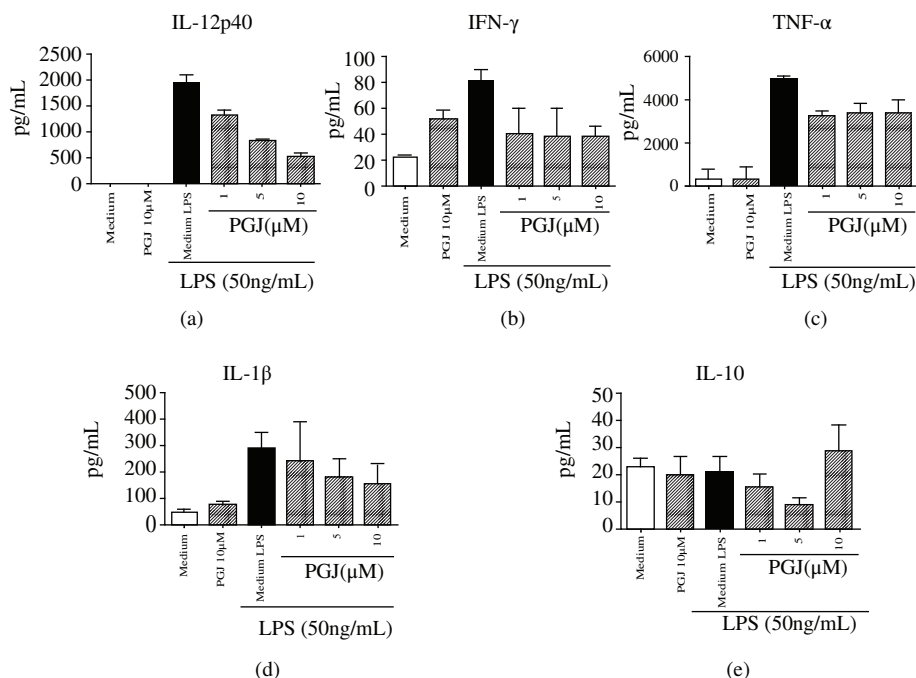 IL-12p40
pg/mL
2500
2000
1500
1000
500
0
Medium
PGJ 10μM
Medium LPS
1
5
10
PGJ(μM)
LPS (50ng/mL)
(a)
IFN-γ
pg/mL
100
80
60
40
20
0
Medium
PGJ 10μM
Medium LPS
1
5
10
PGJ(μM)
LPS (50ng/mL)
(b)
TNF-α
pg/mL
6000
4000
2000
0
Medium
PGJ 10μM
Medium LPS
1
5
10
PGJ(μM)
LPS (50ng/mL)
(c)
IL-1β
pg/mL
500
400
300
200
100
0
Medium
PGJ 10μM
Medium LPS
1
5
10
PGJ(μM)
LPS (50ng/mL)
(d)
IL-10
pg/mL
50
40
30
20
10
0
Medium
PGJ 10μM
Medium LPS
1
5
10
PGJ(μM)
LPS (50ng/mL)
(e)